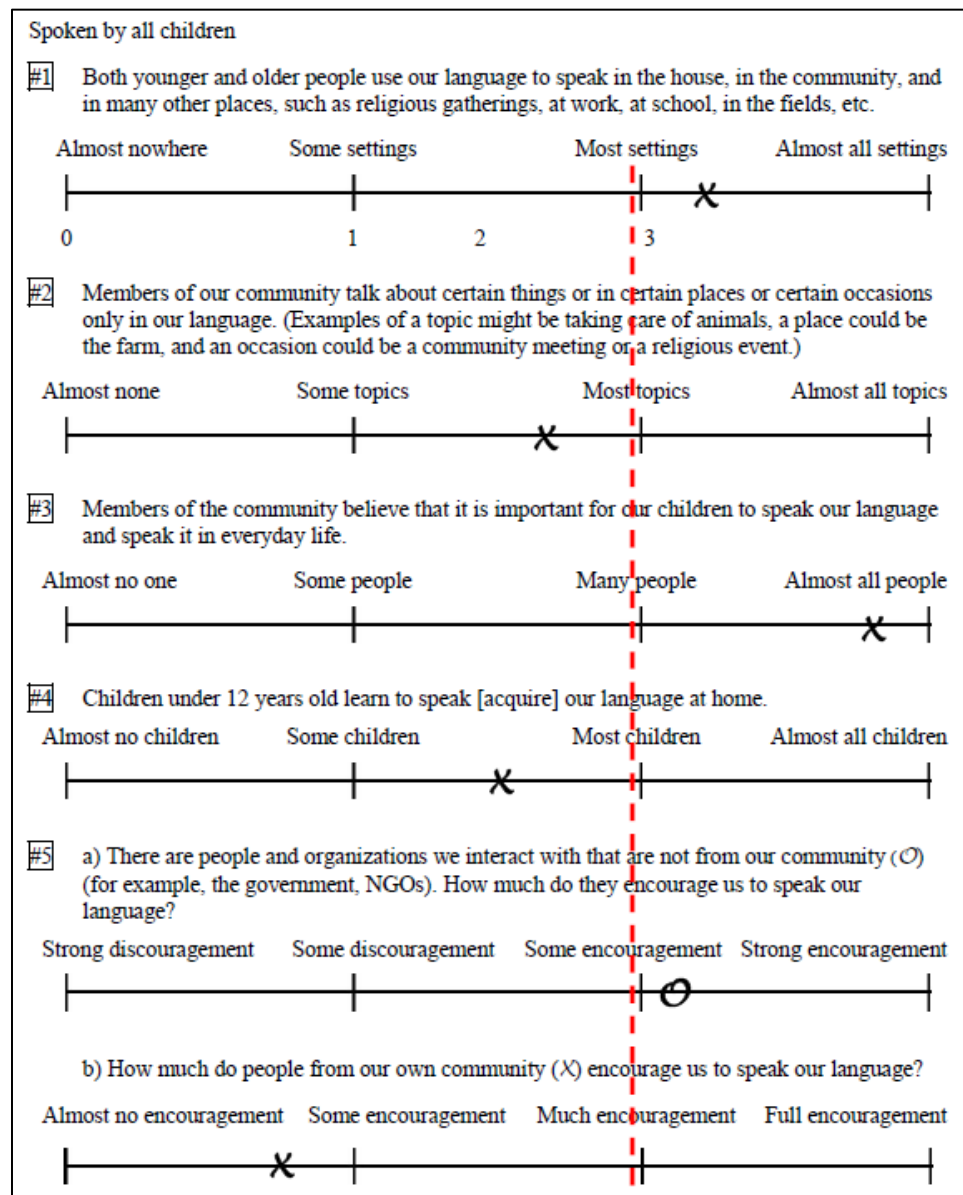 Spoken by all children
#1 Both younger and older people use our language to speak in the house, in the community, and
in many other places, such as religious gatherings, at work, at school, in the fields, etc.
Almost nowhere Some settings Most settings Almost all settings
X
0 1 2 3
#2 Members of our community talk about certain things or in certain places or certain occasions
only in our language. (Examples of a topic might be taking care of animals, a place could be
the farm, and an occasion could be a community meeting or a religious event.)
Almost none Some topics Most topics Almost all topics
X
#3 Members of the community believe that it is important for our children to speak our language
and speak it in everyday life.
Almost no one Some people Many people Almost all people
X
#4 Children under 12 years old learn to speak [acquire] our language at home.
Almost no children Some children Most children Almost all children
X
#5 a) There are people and organizations we interact with that are not from our community (O)
(for example, the government, NGOs). How much do they encourage us to speak our
language?
Strong discouragement Some discouragement Some encouragement Strong encouragement
O
b) How much do people from our own community (X) encourage us to speak our language?
Almost no encouragement Some encouragement Much encouragement Full encouragement
X